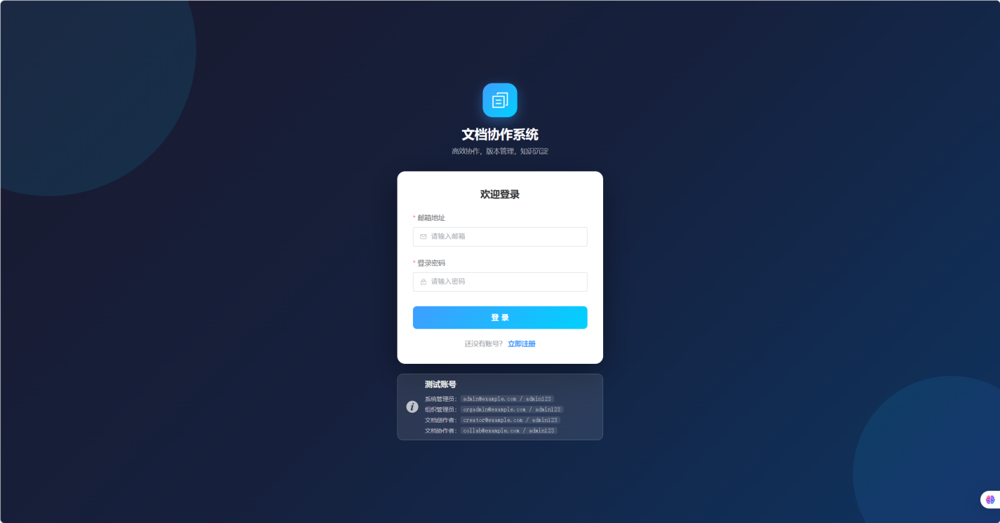 文档协作系统
高效协作，版本管理，知识沉淀
欢迎登录
* 邮箱地址
请输入邮箱
* 登录密码
请输入密码
登 录
还没有账号？ 立即注册
测试账号
系统管理员： admin@example.com / admin123
组织管理员： orgadmin@example.com / admin123
文档创作者： creator@example.com / admin123
文档协作者： collab@example.com / admin123